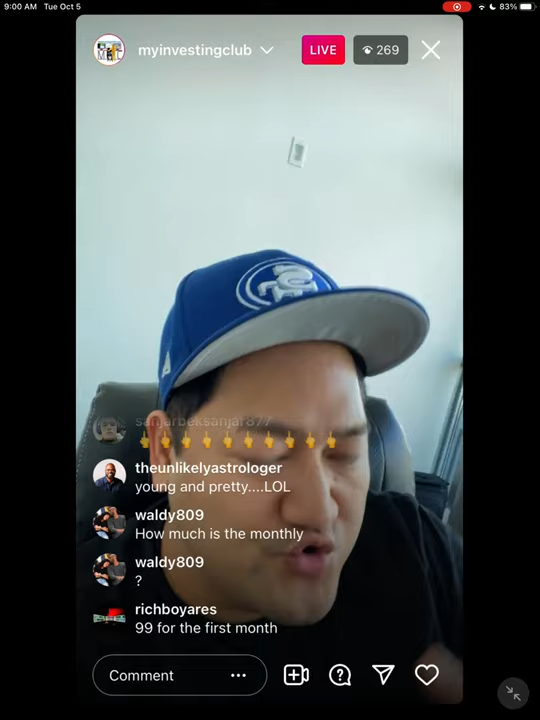 9:00 AM Tue Oct 5
83%
myinvestingclub
LIVE
269
sanjarbeksanjar877
theunlikelyastrologer
young and pretty....LOL
waldy809
How much is the monthly
waldy809
?
richboyares
99 for the first month
Comment